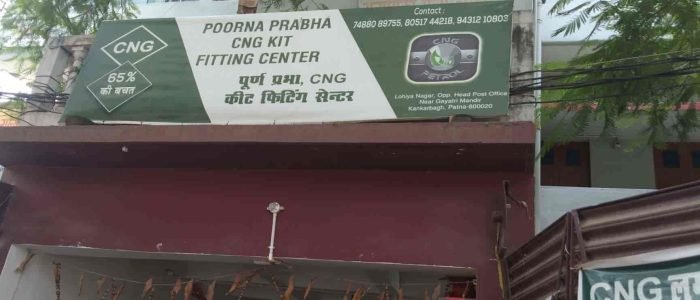 CNG
65%
की बचत
POORNA PRABHA
CNG KIT
FITTING CENTER
पूर्ण प्रभा, CNG
कीट फिटिंग सेन्टर
Contact :
74880 89755, 80517 44218, 94312 10803
CNG
PETROL
Lohiya Nagar, Opp. Head Post Office
Near Gayatri Mandir
Kankarbagh, Patna-800020
CNG